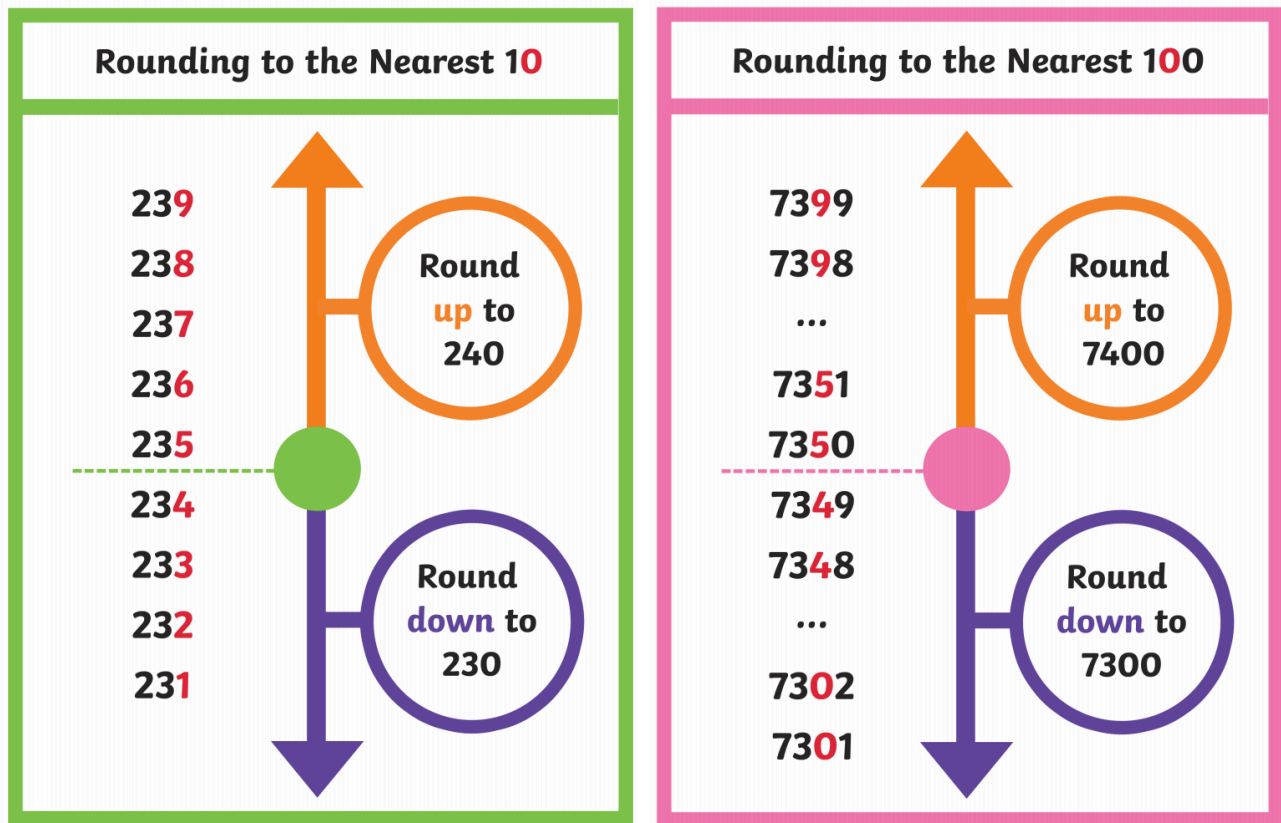 Rounding to the Nearest 10
239
238
237
236
235
234
233
232
231
Round
up to
240
Round
down to
230
Rounding to the Nearest 100
7399
7398
...
7351
7350
7349
7348
...
7302
7301
Round
up to
7400
Round
down to
7300